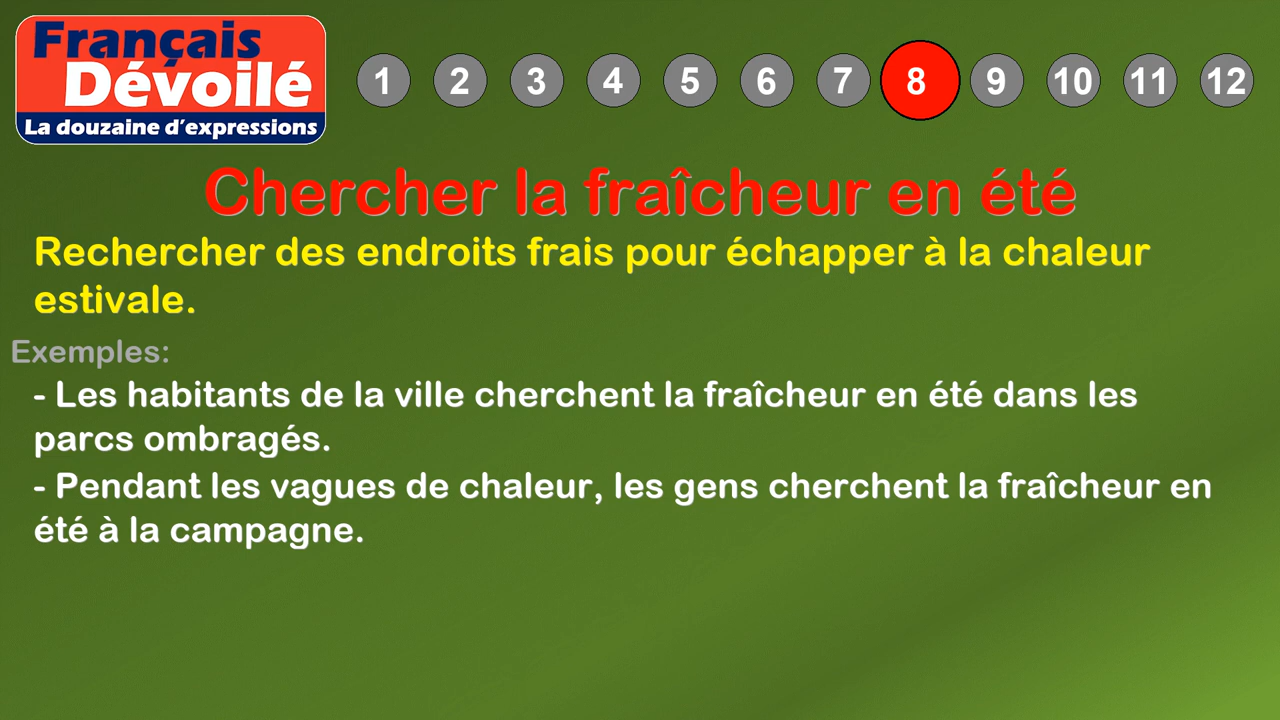 Français
Dévoilé
La douzaine d'expressions
1 2 3 4 5 6 7 8 9 10 11 12
Chercher la fraîcheur en été
Rechercher des endroits frais pour échapper à la chaleur
estivale.
Exemples:
- Les habitants de la ville cherchent la fraîcheur en été dans les
parcs ombragés.
- Pendant les vagues de chaleur, les gens cherchent la fraîcheur en
été à la campagne.